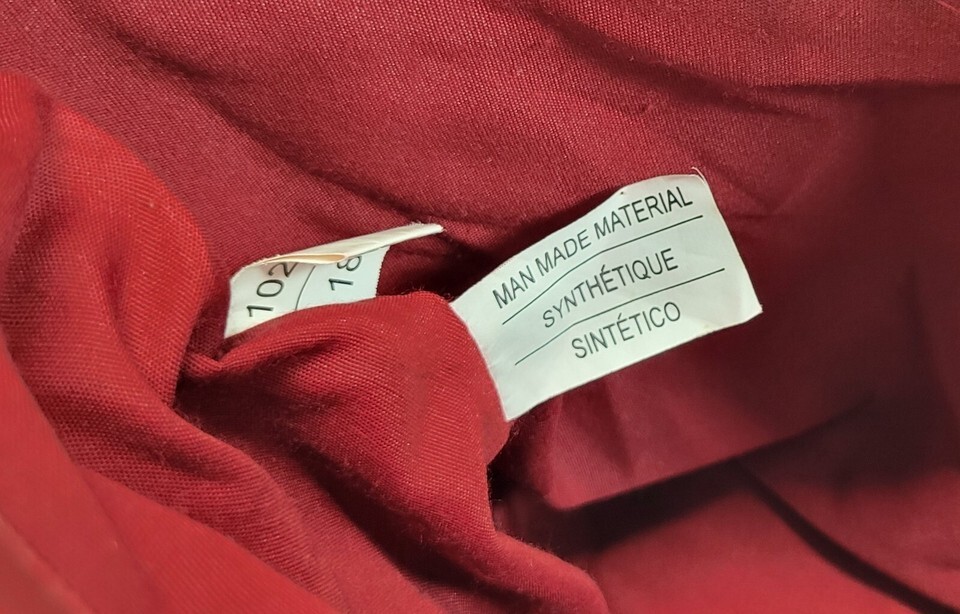 102
18
MAN MADE MATERIAL
SYNTHÉTIQUE
SINTÉTICO